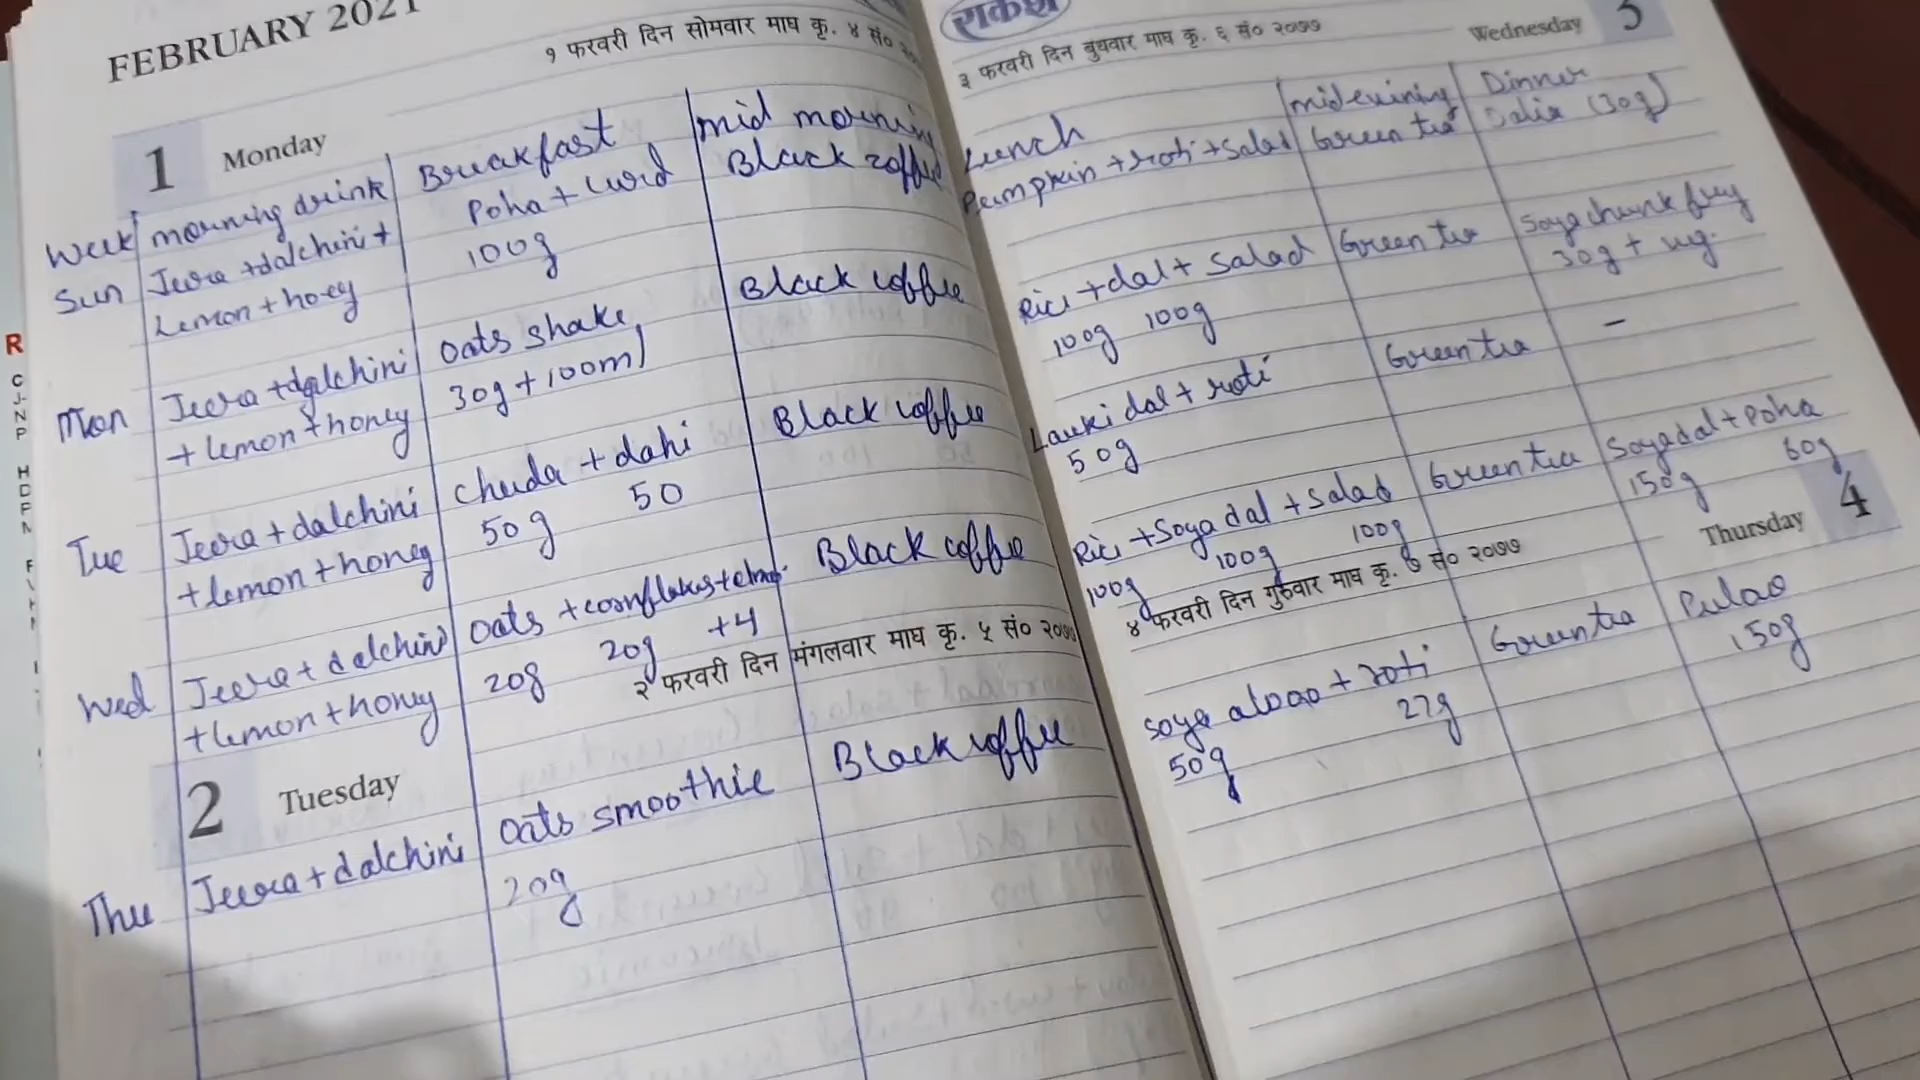 FEBRUARY 2021
१ फरवरी दिन सोमवार माघ कृ. ४ सं०
1 Monday
Week morning drink Breakfast mid morning
Sun Jeera + dalchini + Poha + curd Black coffee
Lemon + honey 100g
Mon Jeera + dalchini oats shake Black coffee
+ lemon + honey 30g + 100ml
Tue Jeera + dalchini chuda + dahi Black coffee
+ lemon + honey 50g 50
Wed Jeera + dalchini oats + cornflakes + Black coffee
+ lemon + honey 20g 20g +4
२ फरवरी दिन मंगलवार माघ कृ. ५ सं० २०७७
2 Tuesday
Thu Jeera + dalchini oats smoothie Black coffee
20g
राकेश
३ फरवरी दिन बुधवार माघ कृ. ६ सं० २०७७
Wednesday 3
Lunch midevining Dinner
Pumpkin + roti + Salad Green tea Dalia (30g)
Rice + dal + Salad Green tea Soya chunk fry
100g 100g 30g + veg.
Lauki dal + roti Green tea –
50g
Rice + Soya dal + Salad Green tea Soya dal + Poha
100g 100g 100g 150g 60g
४ फरवरी दिन गुरुवार माघ कृ. ७ सं० २०७७
Thursday 4
Soya alooo + roti Green tea Pulao
50g 27g 150g
R
C
J
N
P
H
D
P
N
F